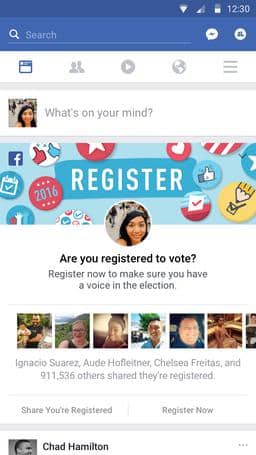 12:30
Search
What's on your mind?
f
2016
REGISTER
Are you registered to vote?
Register now to make sure you have
a voice in the election.
Ignacio Suarez, Aude Hofleitner, Chelsea Freitas, and
911,536 others shared they're registered.
Share You're Registered
Register Now
Chad Hamilton